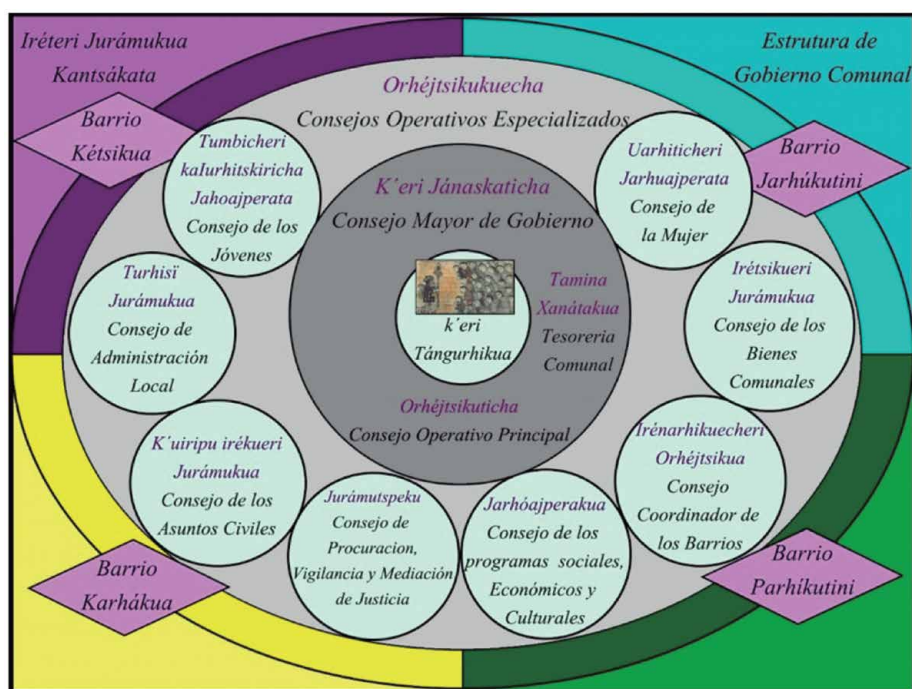 Iréteri Jurámukua
Kantsákata
Estrutura de
Gobierno Comunal
Barrio
Kétsikua
Barrio
Jarhúkutini
Orhéjtsikukuecha
Consejos Operativos Especializados
Tumbicheri
kaIurhitskiricha
Jahoajperata
Consejo de los
Jóvenes
Uarhiticheri
Jarhuajperata
Consejo de
la Mujer
K´eri Jánaskaticha
Consejo Mayor de Gobierno
k´eri
Tángurhikua
Tamina
Xanátakua
Tesoreria
Comunal
Orhéjtsikuticha
Consejo Operativo Principal
Turhisï
Jurámukua
Consejo de
Administración
Local
Irétsikueri
Jurámukua
Consejo de los
Bienes
Comunales
K´uiripu irékueri
Jurámukua
Consejo de los
Asuntos Civiles
Jurámutspeku
Consejo de
Procuracion,
Vigilancia y Mediación
de Justicia
Jarhóajperakua
Consejo de los
programas sociales,
Económicos y
Culturales
Irénarhikuecheri
Orhéjtsikua
Consejo
Coordinador de
los Barrios
Barrio
Karhákua
Barrio
Parhíkutini